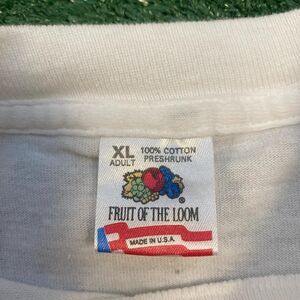 XL 100% COTTON
ADULT PRESHRUNK
®
FRUIT OF THE LOOM
MADE IN U.S.A.